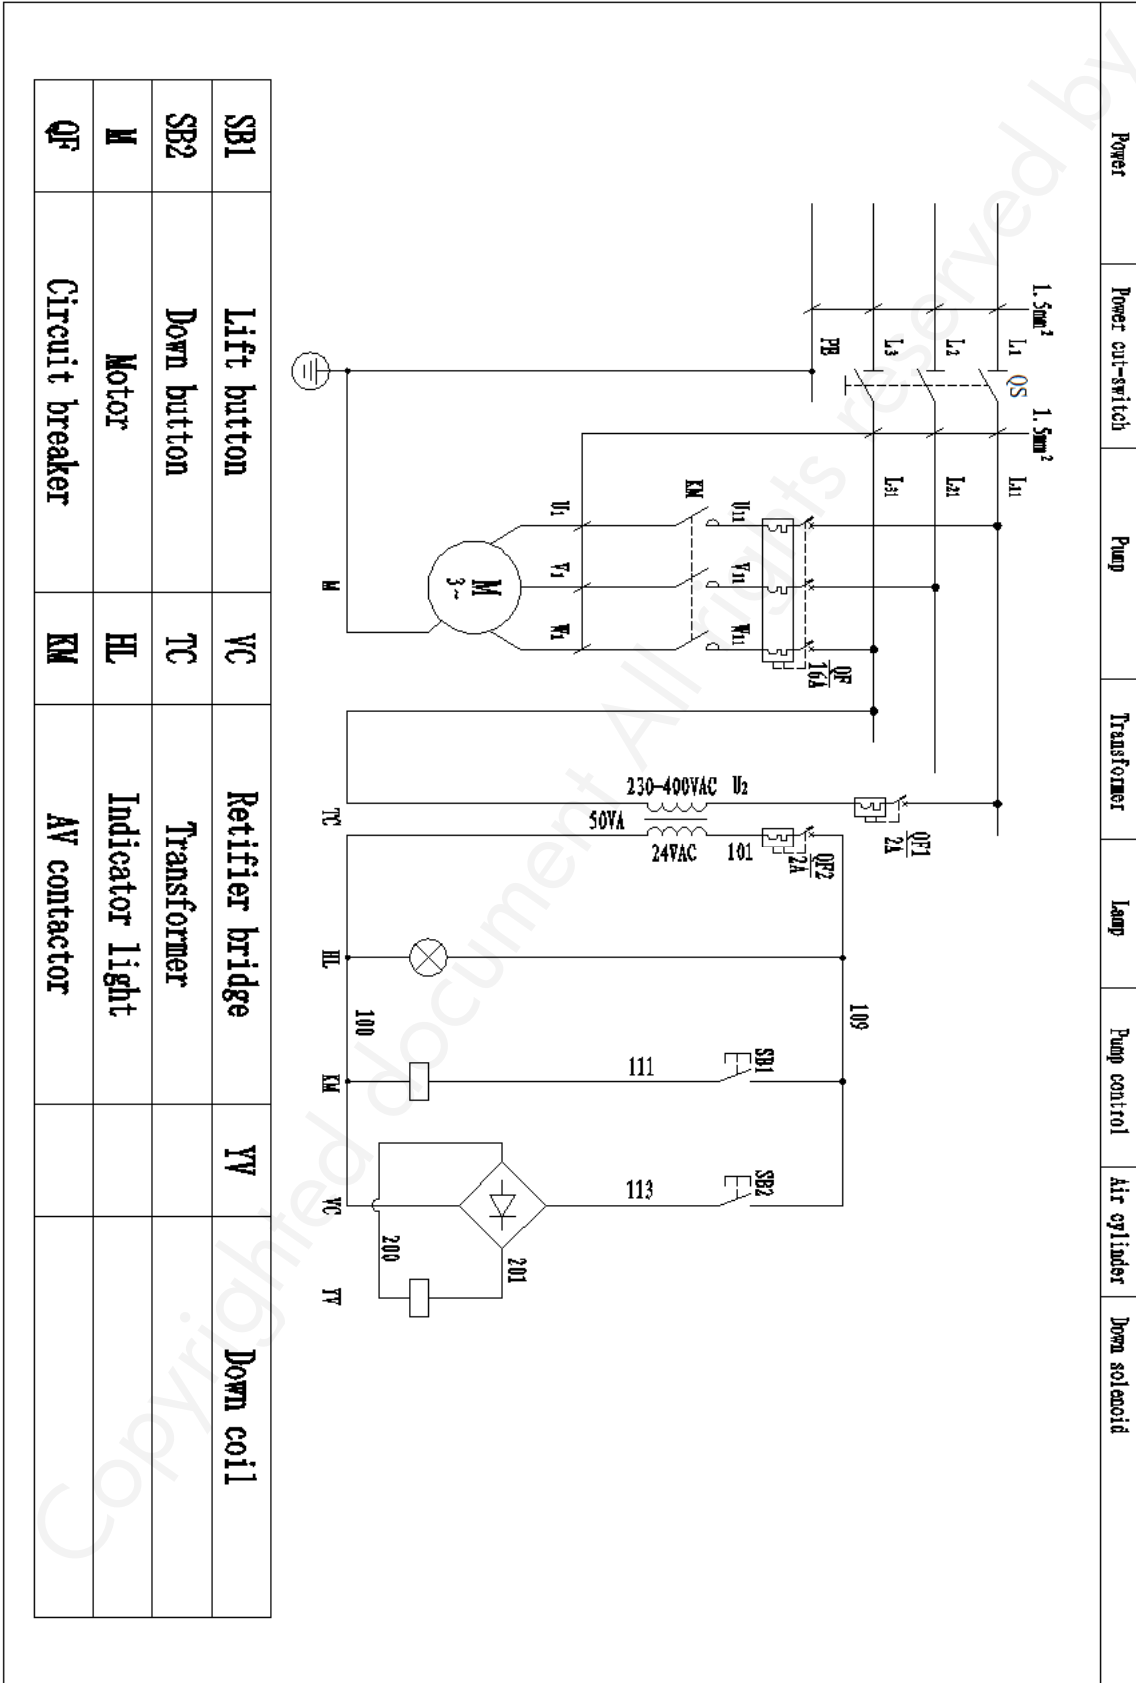 Power
Power cut-switch
Pump
Transformer
Lamp
Pump control
Air cylinder
Down solenoid
1.5mm²
1.5mm²
L1
QS
L11
L2
L21
L3
L31
PE
QF
16A
U11
V11
W11
KM
U1
V1
W1
M
3~
M
QF1
2A
QF2
2A
230-400VAC
U2
50VA
24VAC
101
TC
109
HL
100
SB1
111
KM
SB2
113
VC
201
200
YV
SB1 Lift button VC Retifier bridge YV Down coil
SB2 Down button TC Transformer
M Motor HL Indicator light
QF Circuit breaker KM AV contactor
Copyrighted document All rights reserved by